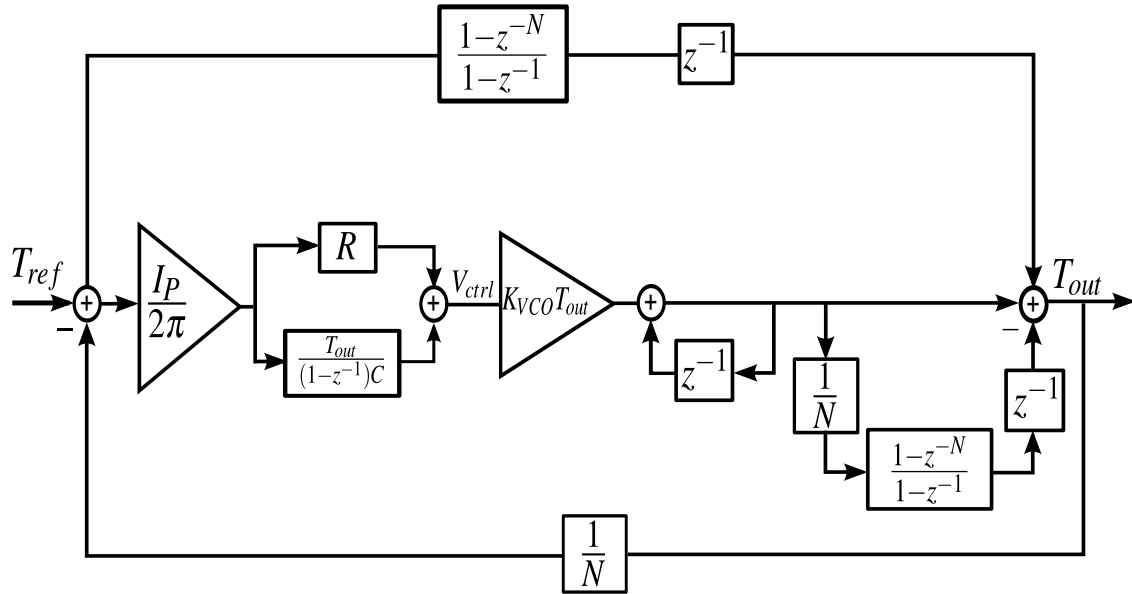 1−z⁻ᴺ
1−z⁻¹
z⁻¹
T_ref
+
−
I_P
2π
R
T_out
(1−z⁻¹)C
+
V_ctrl
K_VCO T_out
+
z⁻¹
1
N
1−z⁻ᴺ
1−z⁻¹
z⁻¹
−
+
T_out
1
N